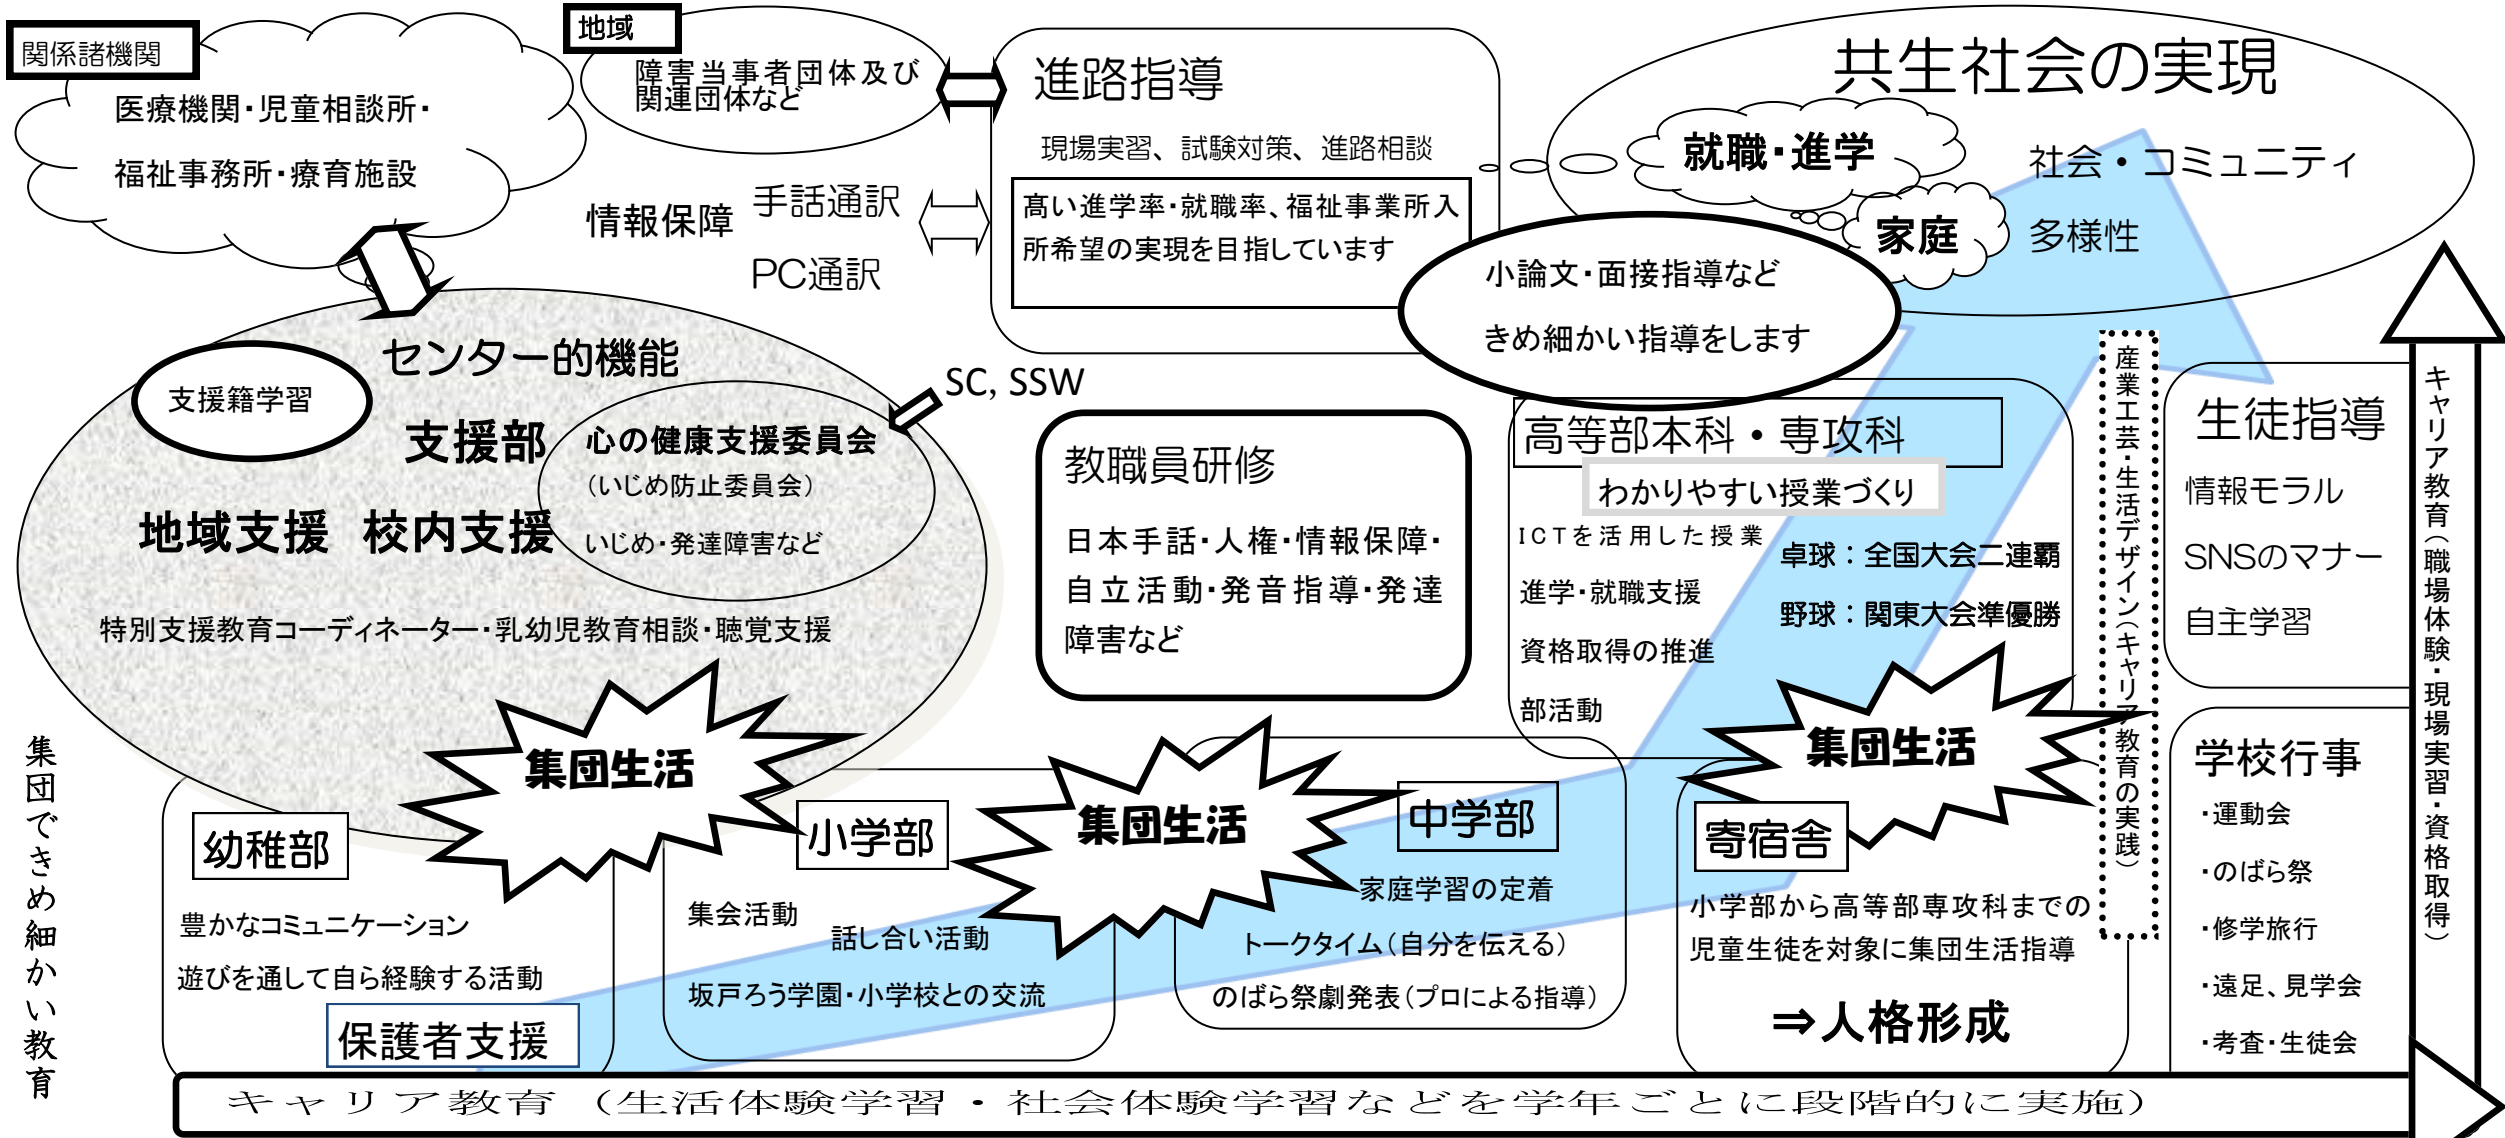 関係諸機関
医療機関・児童相談所・
福祉事務所・療育施設
地域
障害当事者団体及び
関連団体など
情報保障
手話通訳
PC通訳
進路指導
現場実習、試験対策、進路相談
高い進学率・就職率、福祉事業所入
所希望の実現を目指しています
共生社会の実現
就職・進学
家庭
社会・コミュニティ
多様性
小論文・面接指導など
きめ細かい指導をします
センター的機能
支援籍学習
支援部
心の健康支援委員会
（いじめ防止委員会）
いじめ・発達障害など
地域支援 校内支援
特別支援教育コーディネーター・乳幼児教育相談・聴覚支援
SC, SSW
教職員研修
日本手話・人権・情報保障・
自立活動・発音指導・発達
障害など
高等部本科・専攻科
わかりやすい授業づくり
ICTを活用した授業
進学・就職支援
資格取得の推進
部活動
卓球：全国大会二連覇
野球：関東大会準優勝
産業工芸・生活デザイン（キャリア教育の実践）
生徒指導
情報モラル
SNSのマナー
自主学習
キャリア教育（職場体験・現場実習・資格取得）
学校行事
・運動会
・のばら祭
・修学旅行
・遠足、見学会
・考査・生徒会
集団できめ細かい教育
集団生活
集団生活
集団生活
幼稚部
豊かなコミュニケーション
遊びを通して自ら経験する活動
保護者支援
小学部
集会活動
話し合い活動
坂戸ろう学園・小学校との交流
中学部
家庭学習の定着
トークタイム（自分を伝える）
のばら祭劇発表（プロによる指導）
寄宿舎
小学部から高等部専攻科までの
児童生徒を対象に集団生活指導
⇒人格形成
キャリア教育（生活体験学習・社会体験学習などを学年ごとに段階的に実施）